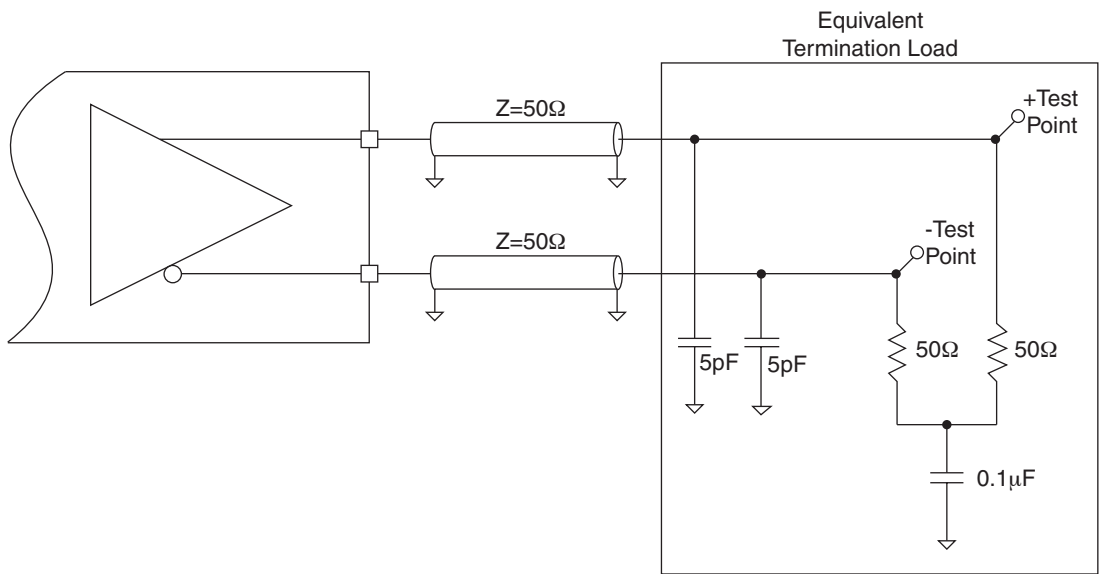 Equivalent
Termination Load
Z=50Ω
+Test
Point
Z=50Ω
-Test
Point
5pF
5pF
50Ω
50Ω
0.1μF